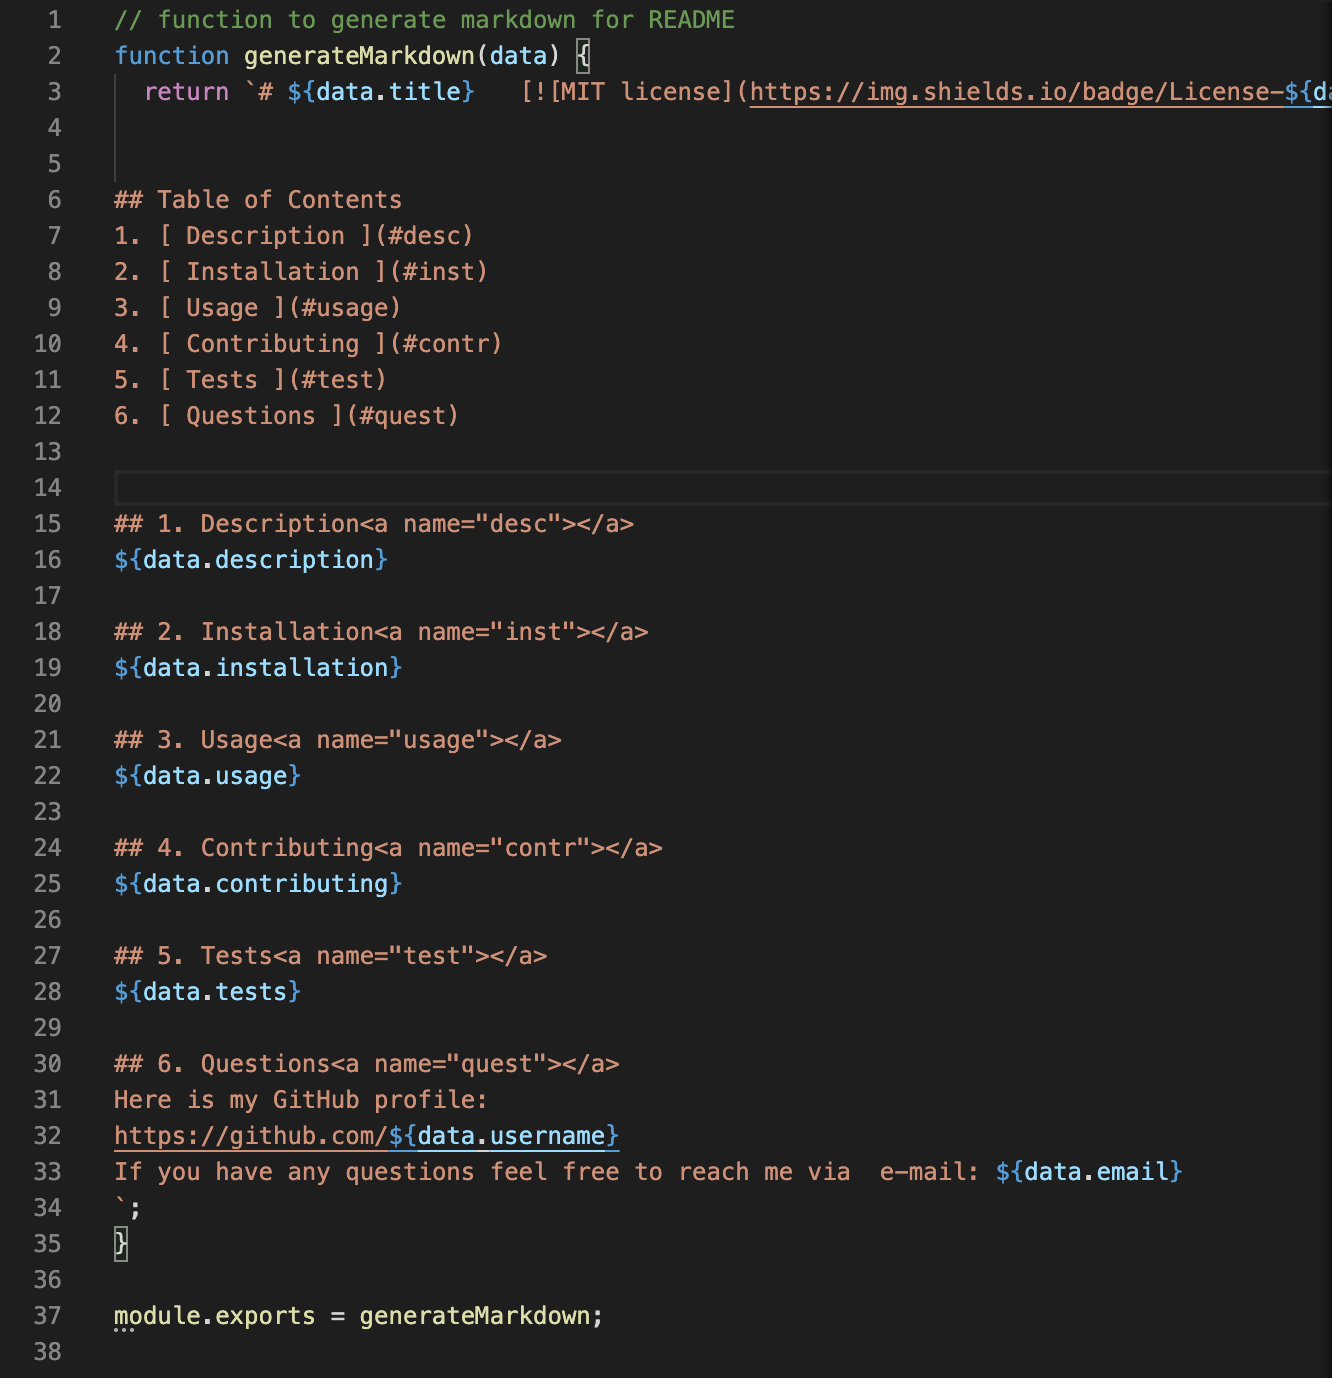 1 // function to generate markdown for README
2 function generateMarkdown(data) {
3 return `# ${data.title}   [![MIT license](https://img.shields.io/badge/License-${d
4
5
6 ## Table of Contents
7 1. [ Description ](#desc)
8 2. [ Installation ](#inst)
9 3. [ Usage ](#usage)
10 4. [ Contributing ](#contr)
11 5. [ Tests ](#test)
12 6. [ Questions ](#quest)
13
14
15 ## 1. Description<a name="desc"></a>
16 ${data.description}
17
18 ## 2. Installation<a name="inst"></a>
19 ${data.installation}
20
21 ## 3. Usage<a name="usage"></a>
22 ${data.usage}
23
24 ## 4. Contributing<a name="contr"></a>
25 ${data.contributing}
26
27 ## 5. Tests<a name="test"></a>
28 ${data.tests}
29
30 ## 6. Questions<a name="quest"></a>
31 Here is my GitHub profile:
32 https://github.com/${data.username}
33 If you have any questions feel free to reach me via  e-mail: ${data.email}
34 `;
35 }
36
37 module.exports = generateMarkdown;
38